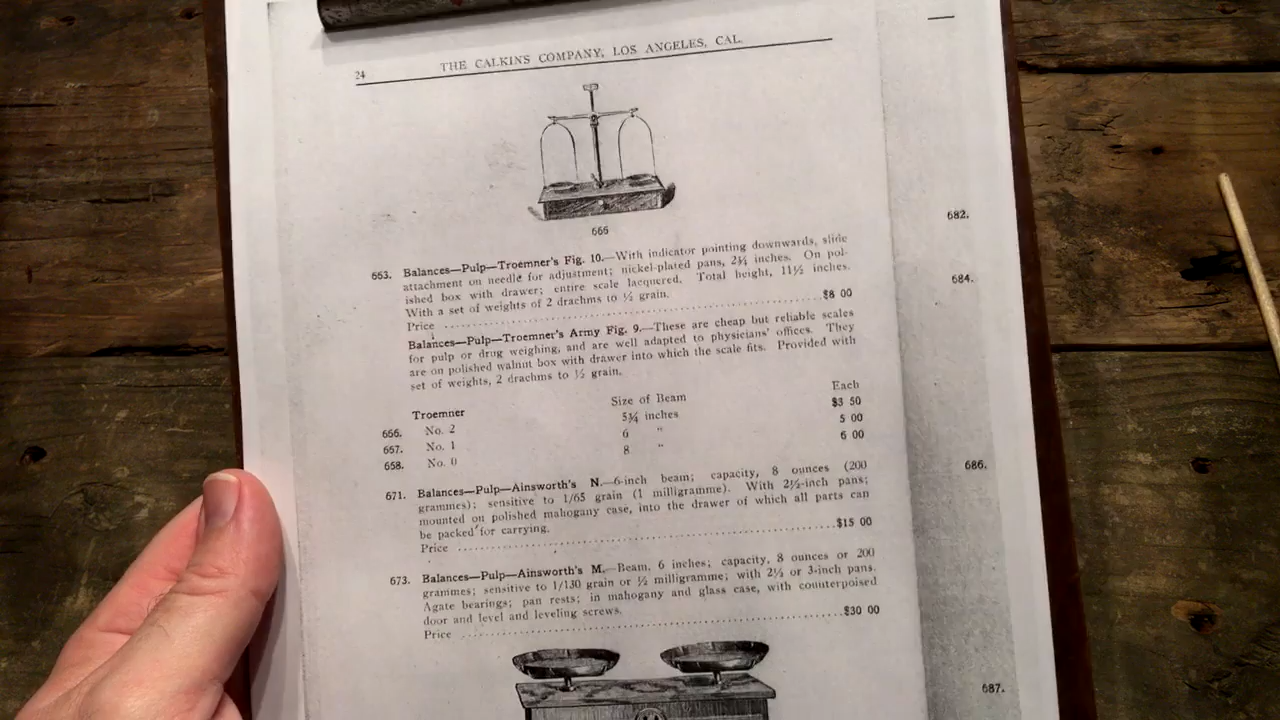 24 THE CALKINS COMPANY, LOS ANGELES, CAL.
665
653. Balances—Pulp—Troemner's Fig. 10.—With indicator pointing downwards, slide
attachment on needle for adjustment; nickel-plated pans, 2¾ inches. On pol-
ished box with drawer; entire scale lacquered. Total height, 11½ inches.
With a set of weights of 2 drachms to ½ grain.
Price ........ $8 00
Balances—Pulp—Troemner's Army Fig. 9.—These are cheap but reliable scales
for pulp or drug weighing, and are well adapted to physicians' offices. They
are on polished walnut box with drawer into which the scale fits. Provided with
set of weights, 2 drachms to ½ grain.
Troemner Size of Beam Each
656. No. 2 5¾ inches $3 50
657. No. 1 6 " 5 00
658. No. 0 8 " 6 00
671. Balances—Pulp—Ainsworth's N.—6-inch beam; capacity, 8 ounces (200
grammes); sensitive to 1/65 grain (1 milligramme). With 2½-inch pans;
mounted on polished mahogany case, into the drawer of which all parts can
be packed for carrying.
Price ........ $15 00
673. Balances—Pulp—Ainsworth's M.—Beam, 6 inches; capacity, 8 ounces or 200
grammes; sensitive to 1/130 grain or ½ milligramme; with 2½ or 3-inch pans.
Agate bearings; pan rests; in mahogany and glass case, with counterpoised
door and level and leveling screws.
Price ........ $30 00
682.
684.
686.
687.